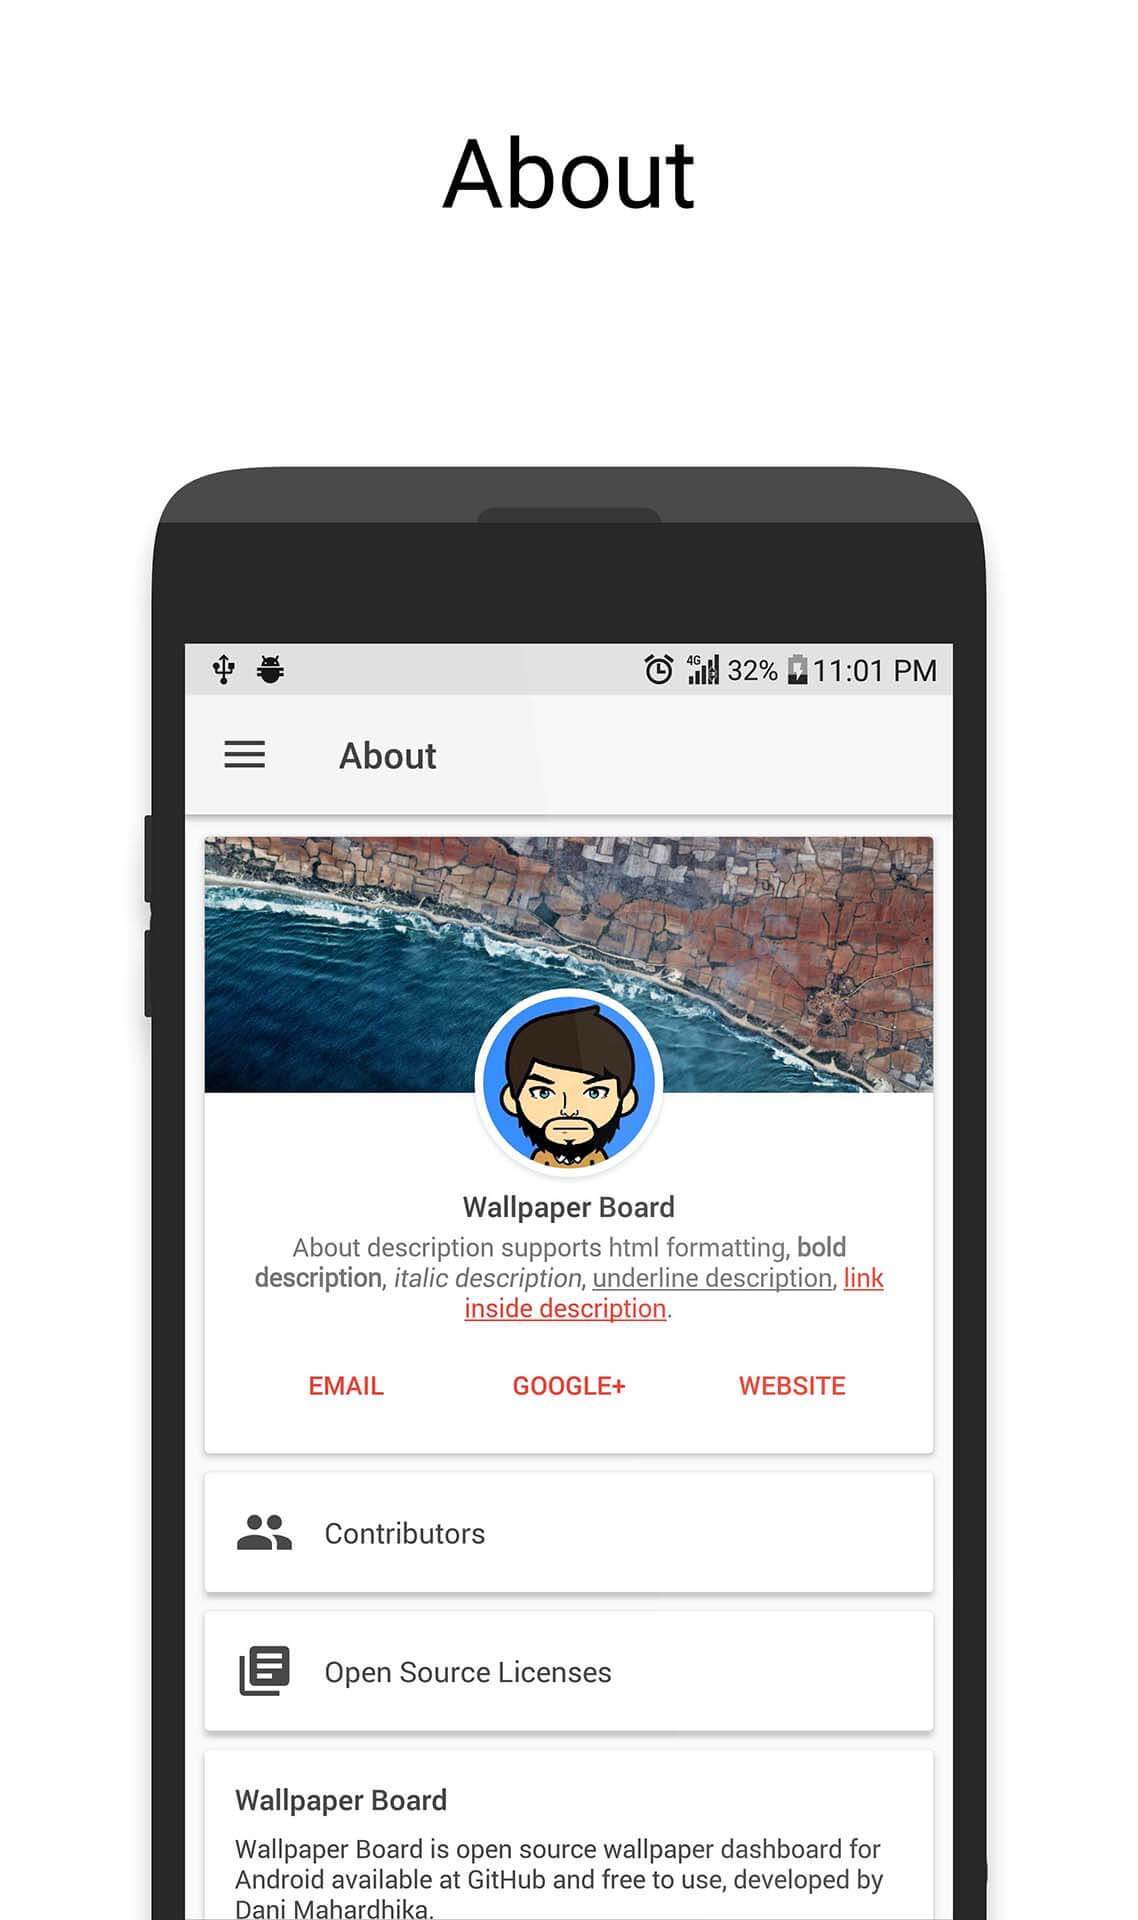 About
4G 32% 11:01 PM
About
Wallpaper Board
About description supports html formatting, bold
description, italic description, underline description, link
inside description.
EMAIL GOOGLE+ WEBSITE
Contributors
Open Source Licenses
Wallpaper Board
Wallpaper Board is open source wallpaper dashboard for
Android available at GitHub and free to use, developed by
Dani Mahardhika.